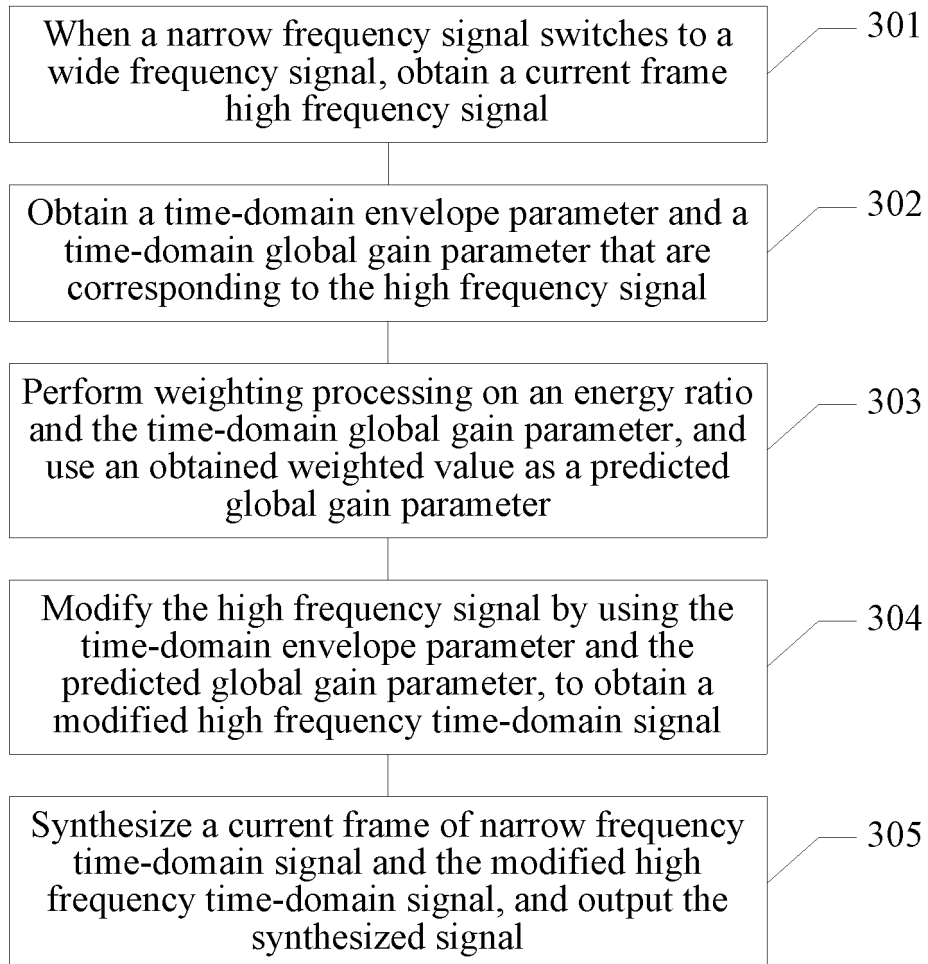 When a narrow frequency signal switches to a
wide frequency signal, obtain a current frame
high frequency signal
301
Obtain a time-domain envelope parameter and a
time-domain global gain parameter that are
corresponding to the high frequency signal
302
Perform weighting processing on an energy ratio
and the time-domain global gain parameter, and
use an obtained weighted value as a predicted
global gain parameter
303
Modify the high frequency signal by using the
time-domain envelope parameter and the
predicted global gain parameter, to obtain a
modified high frequency time-domain signal
304
Synthesize a current frame of narrow frequency
time-domain signal and the modified high
frequency time-domain signal, and output the
synthesized signal
305